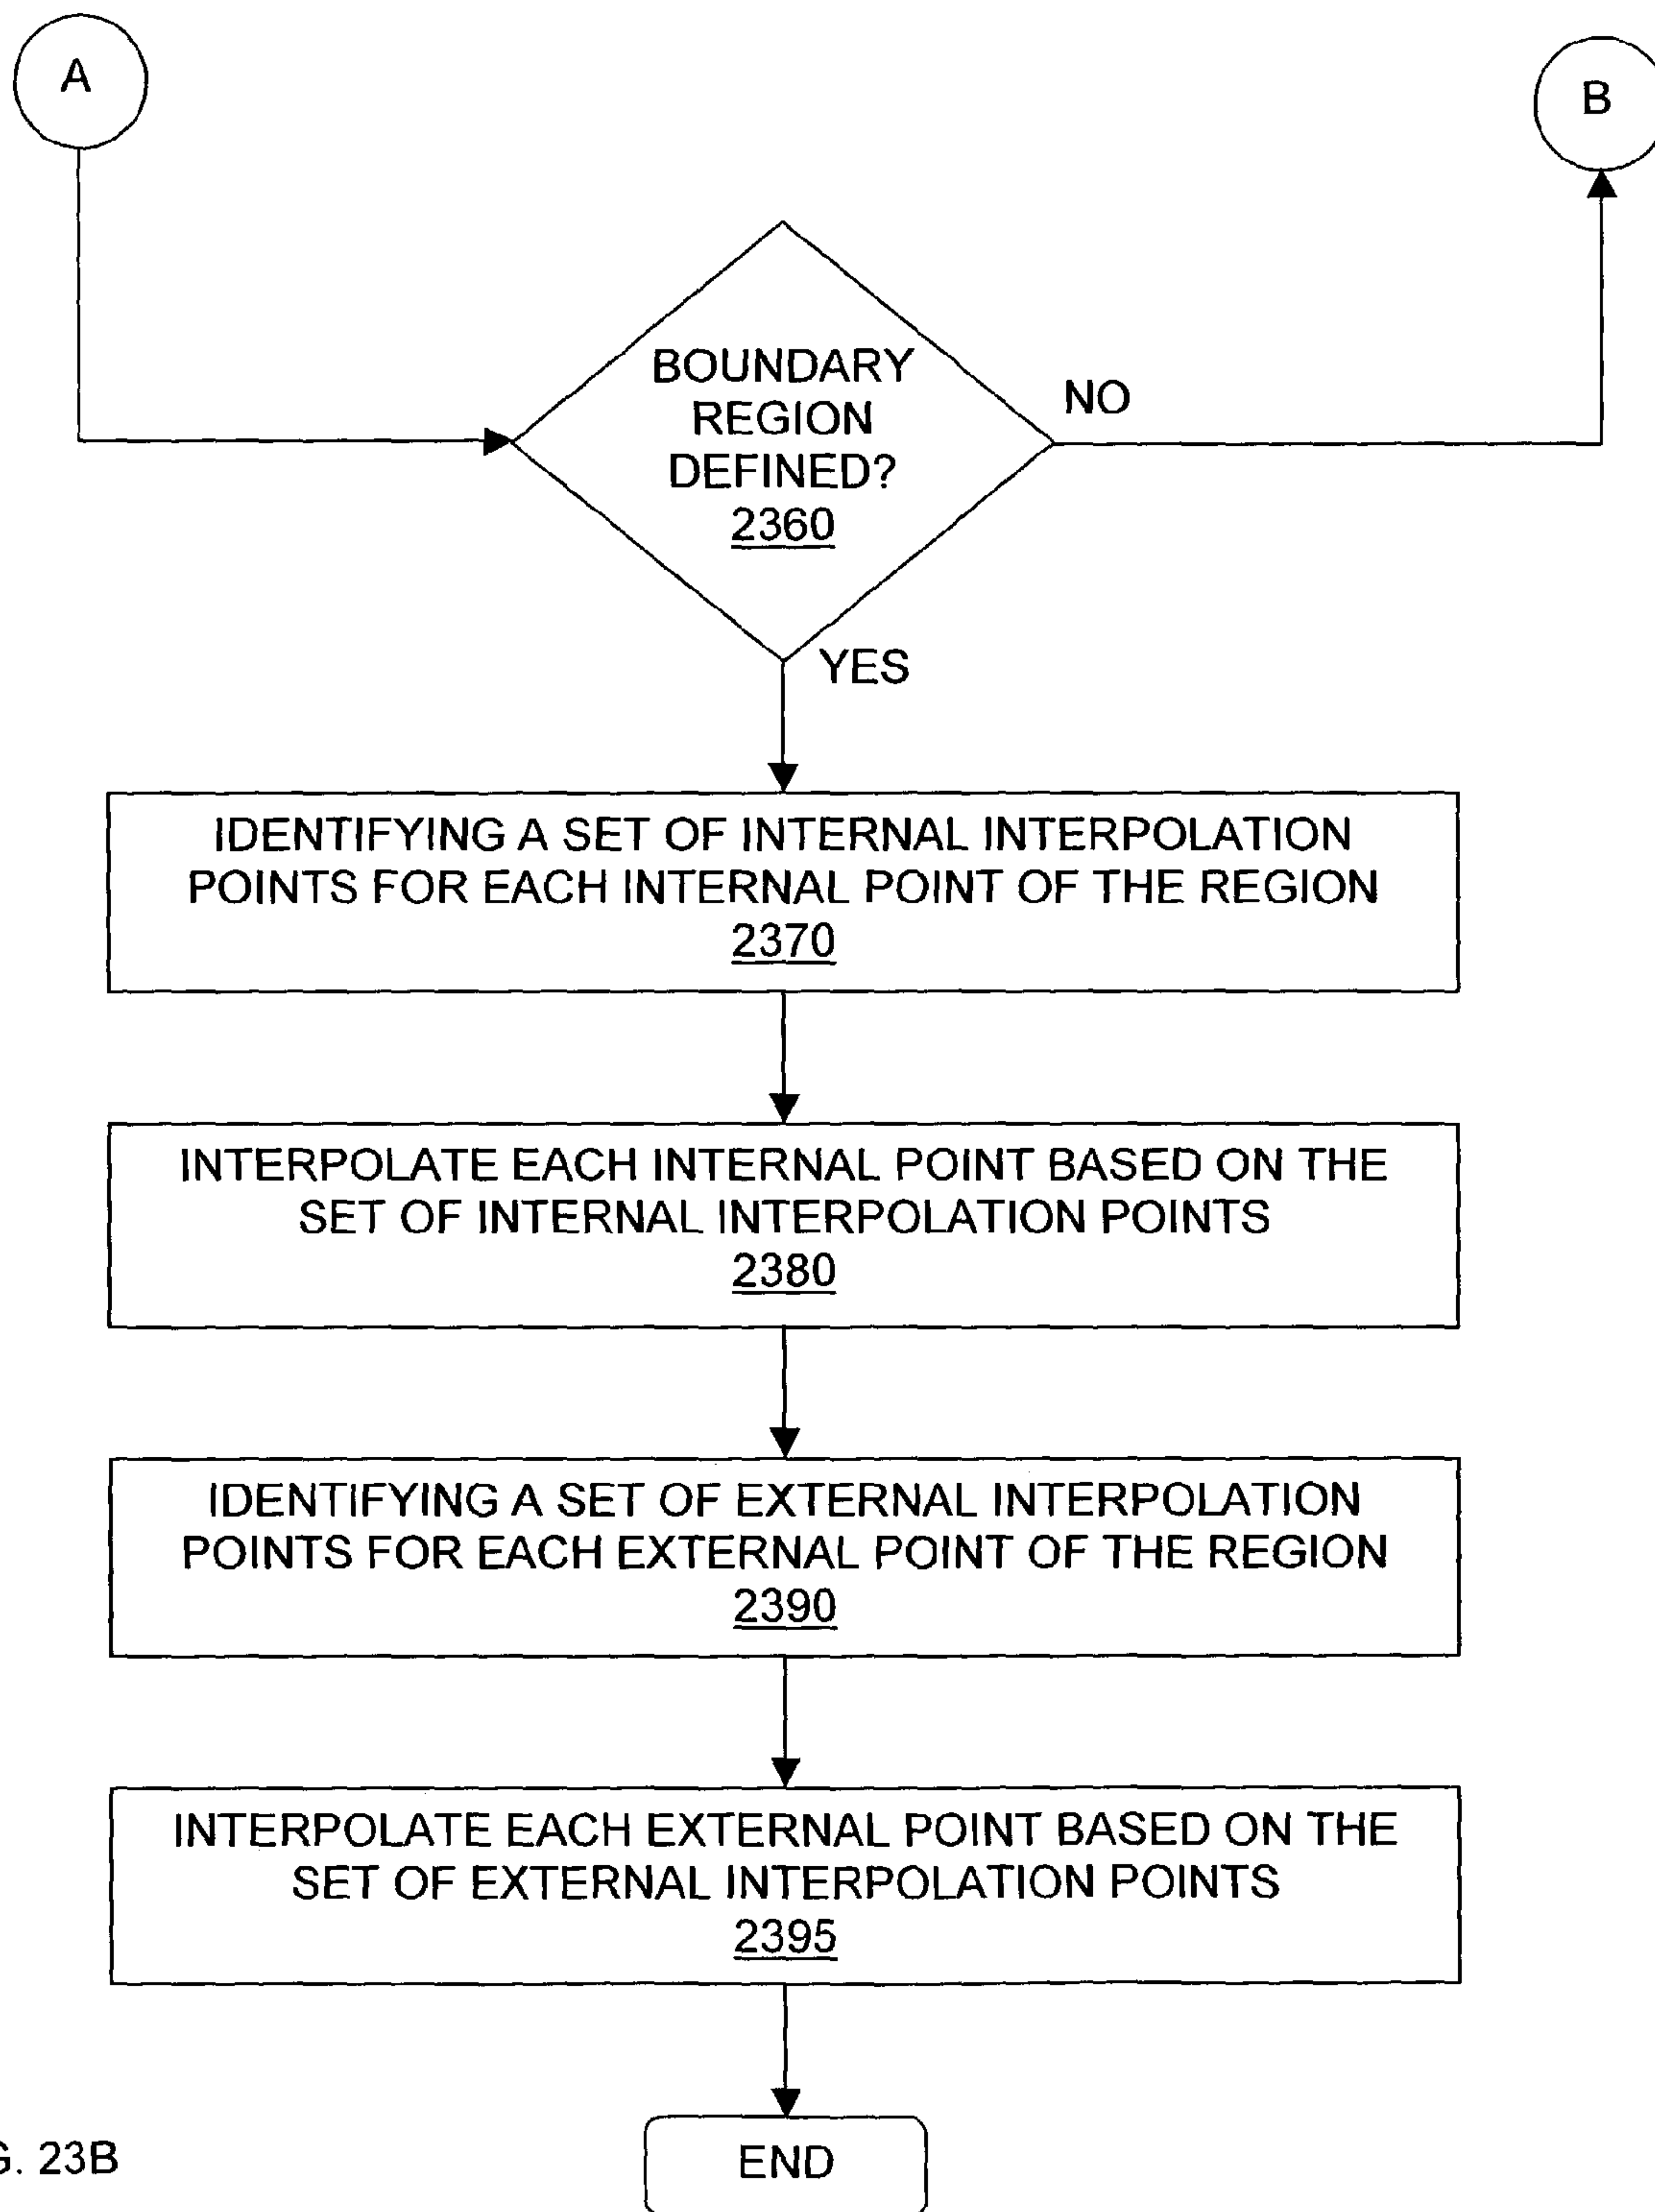 A
B
BOUNDARY
REGION
DEFINED?
2360
NO
YES
IDENTIFYING A SET OF INTERNAL INTERPOLATION
POINTS FOR EACH INTERNAL POINT OF THE REGION
2370
INTERPOLATE EACH INTERNAL POINT BASED ON THE
SET OF INTERNAL INTERPOLATION POINTS
2380
IDENTIFYING A SET OF EXTERNAL INTERPOLATION
POINTS FOR EACH EXTERNAL POINT OF THE REGION
2390
INTERPOLATE EACH EXTERNAL POINT BASED ON THE
SET OF EXTERNAL INTERPOLATION POINTS
2395
END
G. 23B